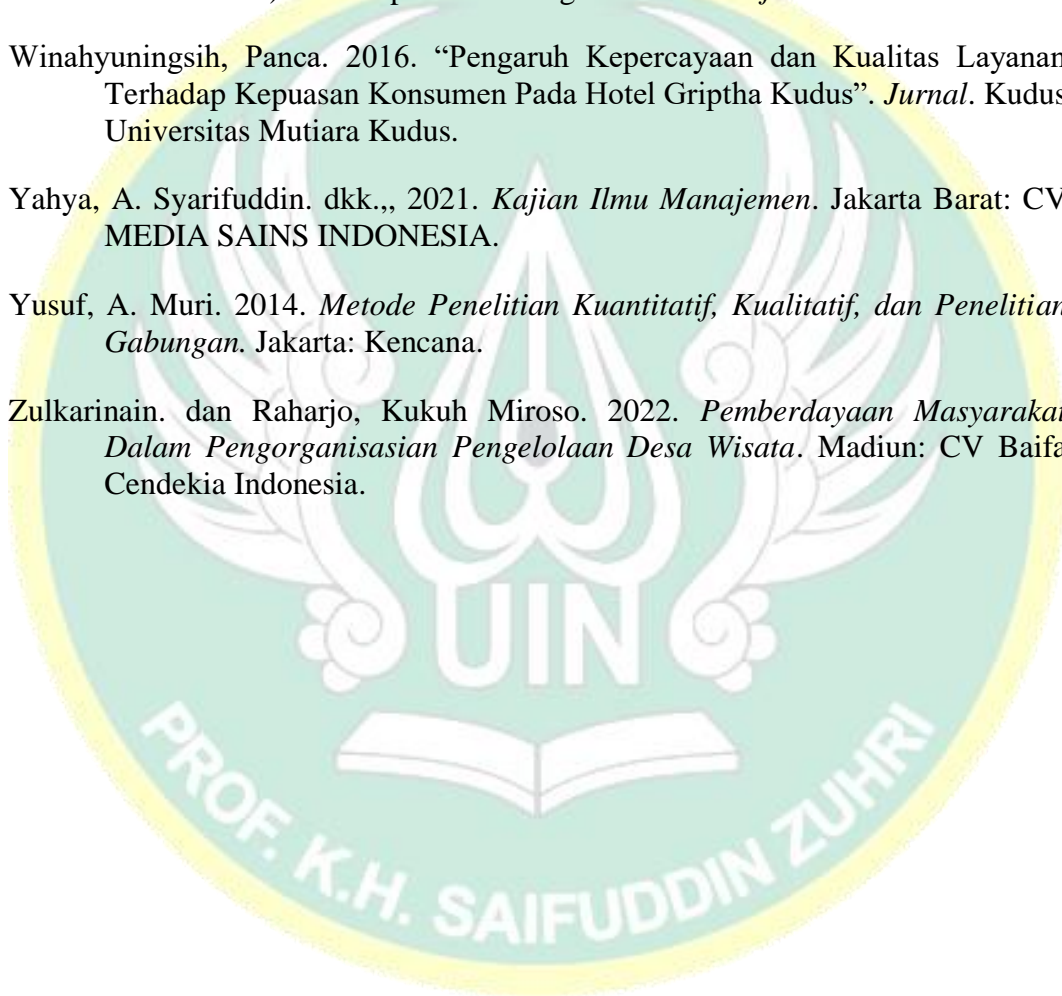 Winahyuningsih, Panca. 2016. “Pengaruh Kepercayaan dan Kualitas Layanan
Terhadap Kepuasan Konsumen Pada Hotel Griptha Kudus”. Jurnal. Kudus
Universitas Mutiara Kudus.
Yahya, A. Syarifuddin. dkk.,, 2021. Kajian Ilmu Manajemen. Jakarta Barat: CV
MEDIA SAINS INDONESIA.
Yusuf, A. Muri. 2014. Metode Penelitian Kuantitatif, Kualitatif, dan Penelitian
Gabungan. Jakarta: Kencana.
Zulkarinain. dan Raharjo, Kukuh Miroso. 2022. Pemberdayaan Masyarakat
Dalam Pengorganisasian Pengelolaan Desa Wisata. Madiun: CV Baifa
Cendekia Indonesia.
UIN
PROF. K.H. SAIFUDDIN ZUHRI